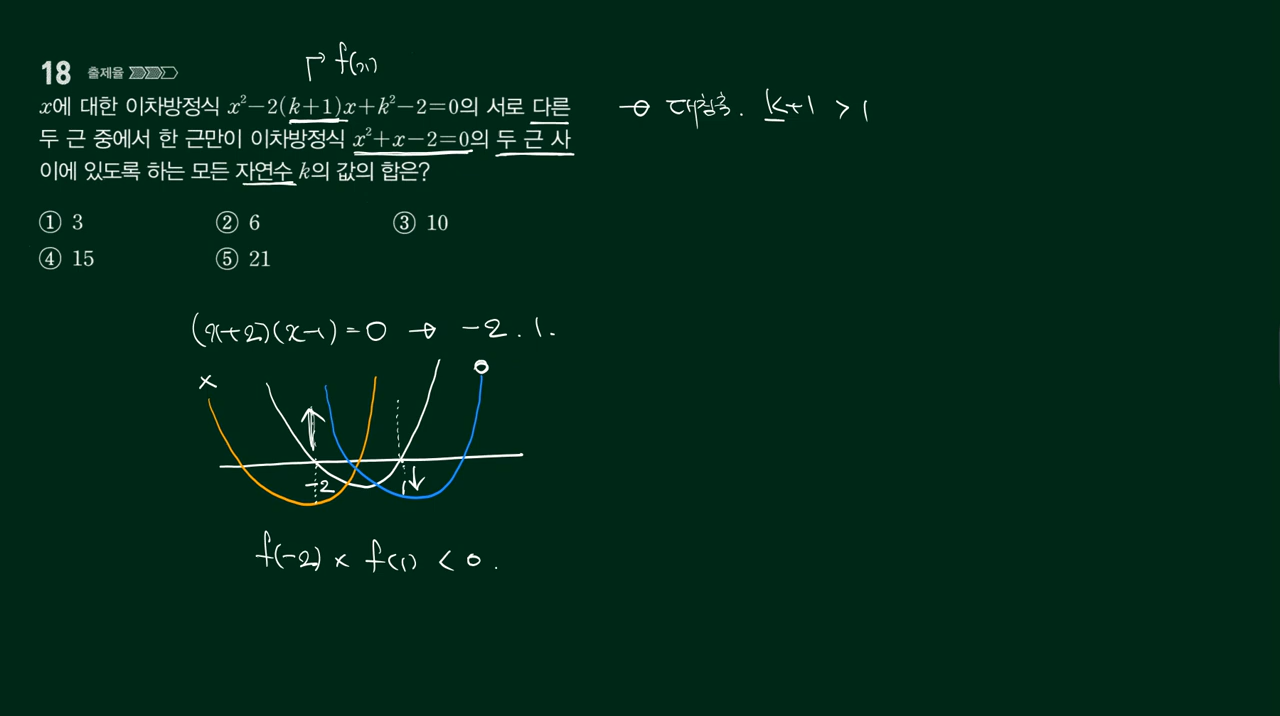 f(x)
18 출제율
x에 대한 이차방정식 x²−2(k+1)x+k²−2=0의 서로 다른
두 근 중에서 한 근만이 이차방정식 x²+x−2=0의 두 근 사
이에 있도록 하는 모든 자연수 k의 값의 합은?
→ 대칭축. k+1 > 1
① 3 ② 6 ③ 10
④ 15 ⑤ 21
(x+2)(x-1)=0 → -2. 1.
× o
-2 1
f(-2) × f(1) < 0.